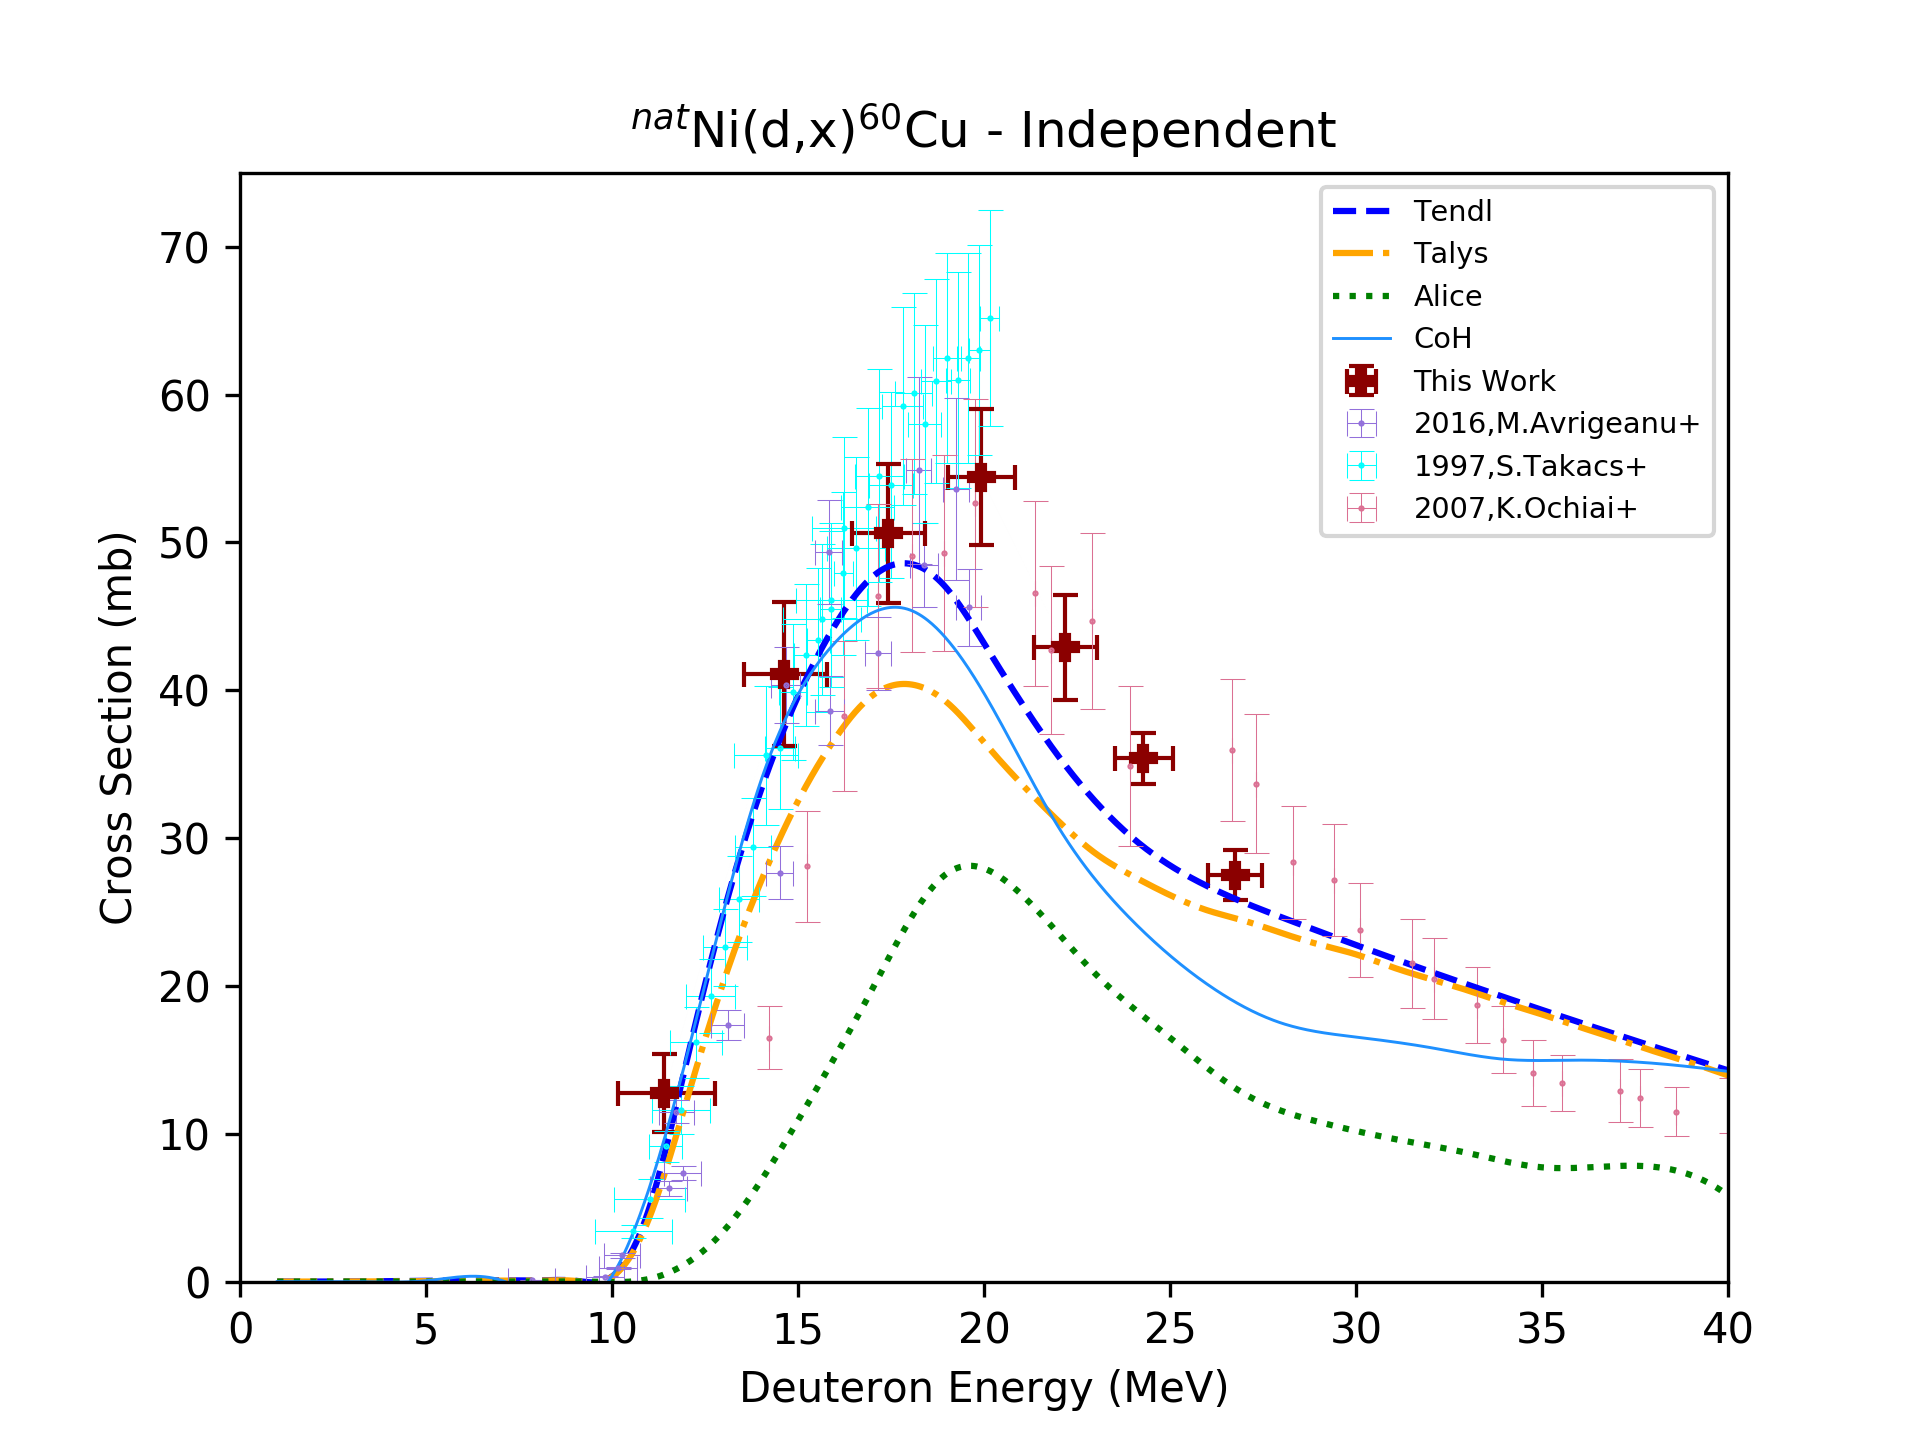 natNi(d,x)60Cu - Independent
Tendl
Talys
Alice
CoH
This Work
2016,M.Avrigeanu+
1997,S.Takacs+
2007,K.Ochiai+
Cross Section (mb)
70
60
50
40
30
20
10
0
0 5 10 15 20 25 30 35 40
Deuteron Energy (MeV)